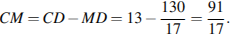 CM = CD − MD = 13 − 130/17 = 91/17.